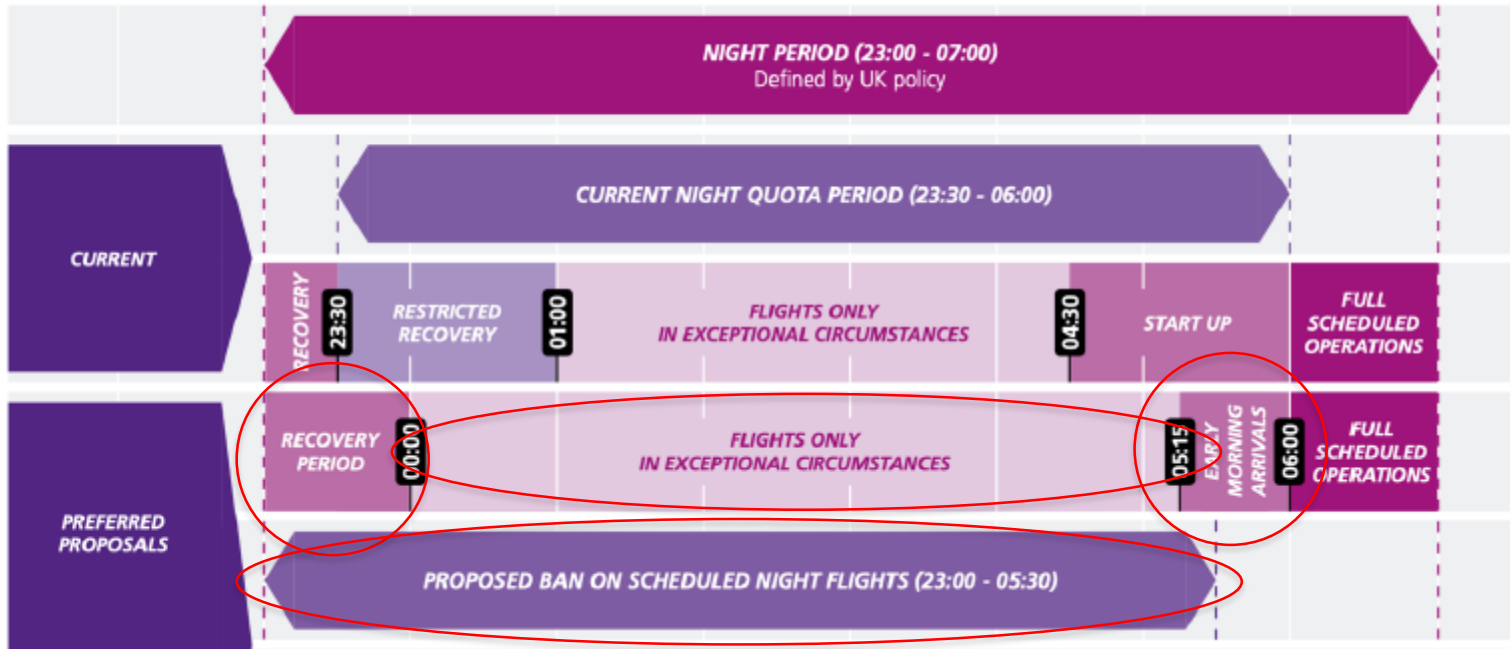 NIGHT PERIOD (23:00 - 07:00)
Defined by UK policy
CURRENT
CURRENT NIGHT QUOTA PERIOD (23:30 - 06:00)
RECOVERY
23:30
RESTRICTED
RECOVERY
01:00
FLIGHTS ONLY
IN EXCEPTIONAL CIRCUMSTANCES
04:30
START UP
FULL
SCHEDULED
OPERATIONS
PREFERRED
PROPOSALS
RECOVERY
PERIOD
00:00
FLIGHTS ONLY
IN EXCEPTIONAL CIRCUMSTANCES
05:15
EARLY
MORNING
ARRIVALS
06:00
FULL
SCHEDULED
OPERATIONS
PROPOSED BAN ON SCHEDULED NIGHT FLIGHTS (23:00 - 05:30)